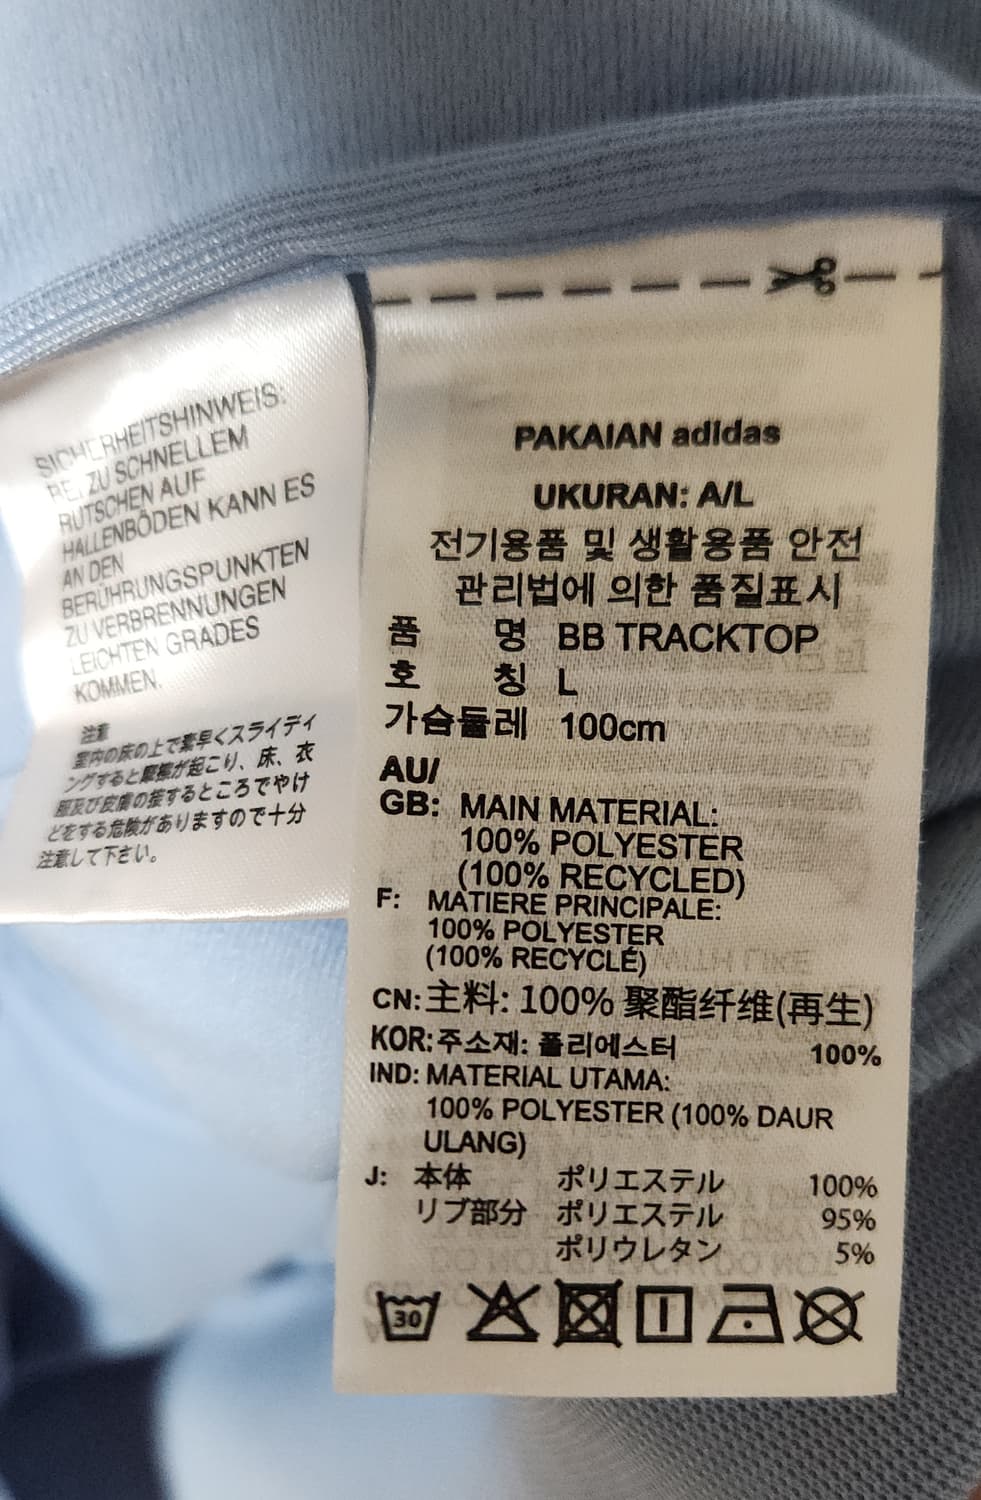 SICHERHEITSHINWEIS:
BEI ZU SCHNELLEM
RUTSCHEN AUF
HALLENBÖDEN KANN ES
AN DEN
BERÜHRUNGSPUNKTEN
ZU VERBRENNUNGEN
LEICHTEN GRADES
KOMMEN.
注意
室内の床の上で素早くスライディ
ングすると摩擦が起こり、床、衣
服及び皮膚の接するところでやけ
どをする危険がありますので十分
注意して下さい。
PAKAIAN adidas
UKURAN: A/L
전기용품 및 생활용품 안전
관리법에 의한 품질표시
품 명 BB TRACKTOP
호 칭 L
가슴둘레 100cm
AU/
GB: MAIN MATERIAL:
100% POLYESTER
(100% RECYCLED)
F: MATIERE PRINCIPALE:
100% POLYESTER
(100% RECYCLÉ)
CN: 主料: 100% 聚酯纤维(再生)
KOR: 주소재: 폴리에스터 100%
IND: MATERIAL UTAMA:
100% POLYESTER (100% DAUR
ULANG)
J: 本体 ポリエステル 100%
リブ部分 ポリエステル 95%
ポリウレタン 5%
30